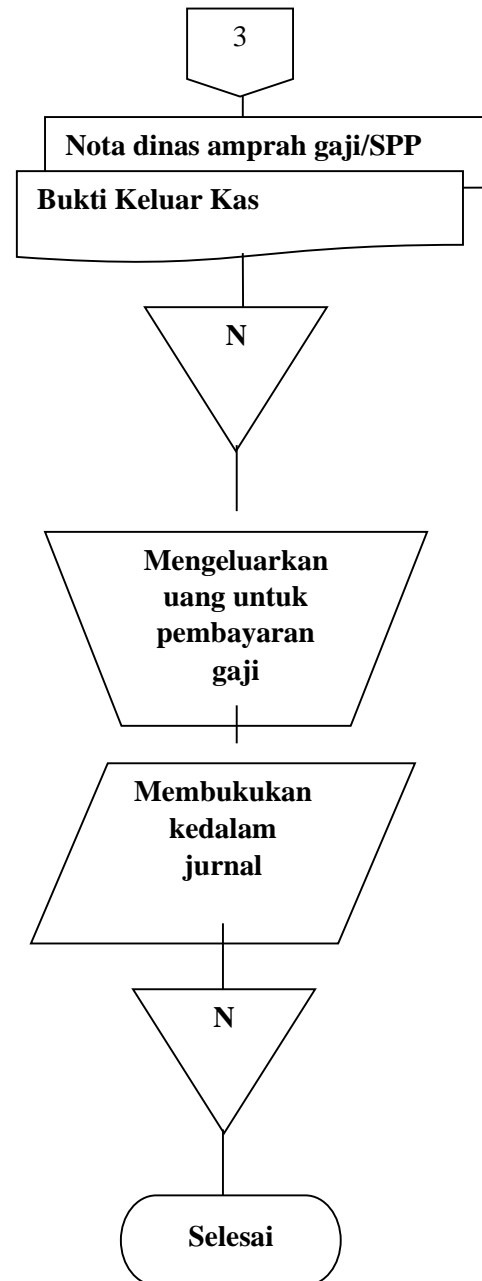 3
Nota dinas amprah gaji/SPP
Bukti Keluar Kas
N
Mengeluarkan
uang untuk
pembayaran
gaji
Membukukan
kedalam
jurnal
N
Selesai